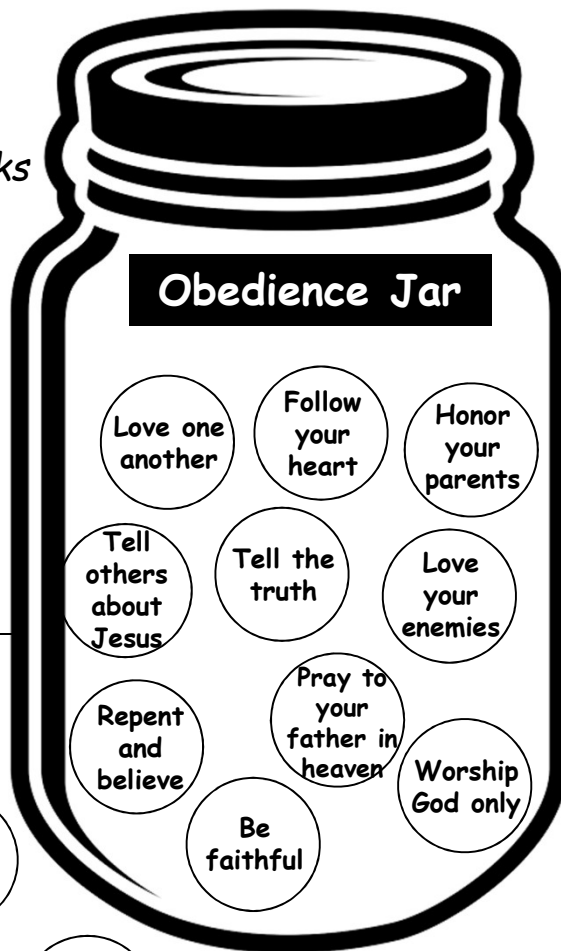 ks
Obedience Jar
Love one
another
Follow
your
heart
Honor
your
parents
Tell
others
about
Jesus
Tell the
truth
Love
your
enemies
Repent
and
believe
Pray to
your
father in
heaven
Worship
God only
Be
faithful